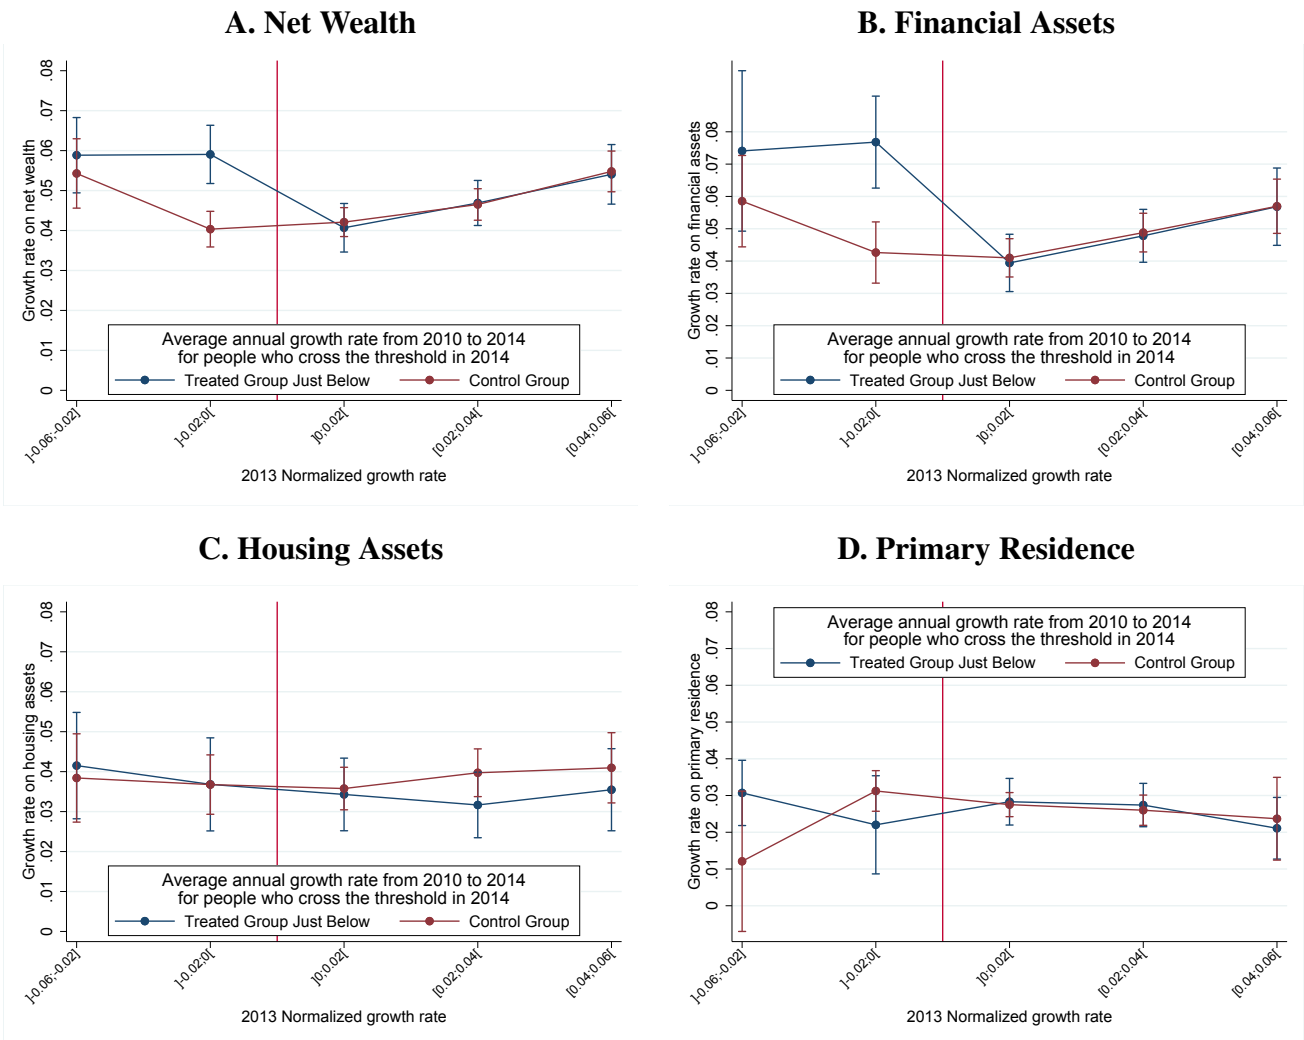 A. Net Wealth
Growth rate on net wealth
.08
.07
.06
.05
.04
.03
.02
.01
0
Average annual growth rate from 2010 to 2014
for people who cross the threshold in 2014
Treated Group Just Below
Control Group
]-0.06;-0.02]
]-0.02;0[
]0;0.02[
[0.02;0.04[
[0.04;0.06[
2013 Normalized growth rate
B. Financial Assets
Growth rate on financial assets
.08
.07
.06
.05
.04
.03
.02
.01
0
Average annual growth rate from 2010 to 2014
for people who cross the threshold in 2014
Treated Group Just Below
Control Group
]-0.06;-0.02]
]-0.02;0[
]0;0.02[
[0.02;0.04[
[0.04;0.06[
2013 Normalized growth rate
C. Housing Assets
Growth rate on housing assets
.08
.07
.06
.05
.04
.03
.02
.01
0
Average annual growth rate from 2010 to 2014
for people who cross the threshold in 2014
Treated Group Just Below
Control Group
]-0.06;-0.02]
]-0.02;0[
]0;0.02[
[0.02;0.04[
[0.04;0.06[
2013 Normalized growth rate
D. Primary Residence
Growth rate on primary residence
.08
.07
.06
.05
.04
.03
.02
.01
0
Average annual growth rate from 2010 to 2014
for people who cross the threshold in 2014
Treated Group Just Below
Control Group
]-0.06;-0.02]
]-0.02;0[
]0;0.02[
[0.02;0.04[
[0.04;0.06[
2013 Normalized growth rate